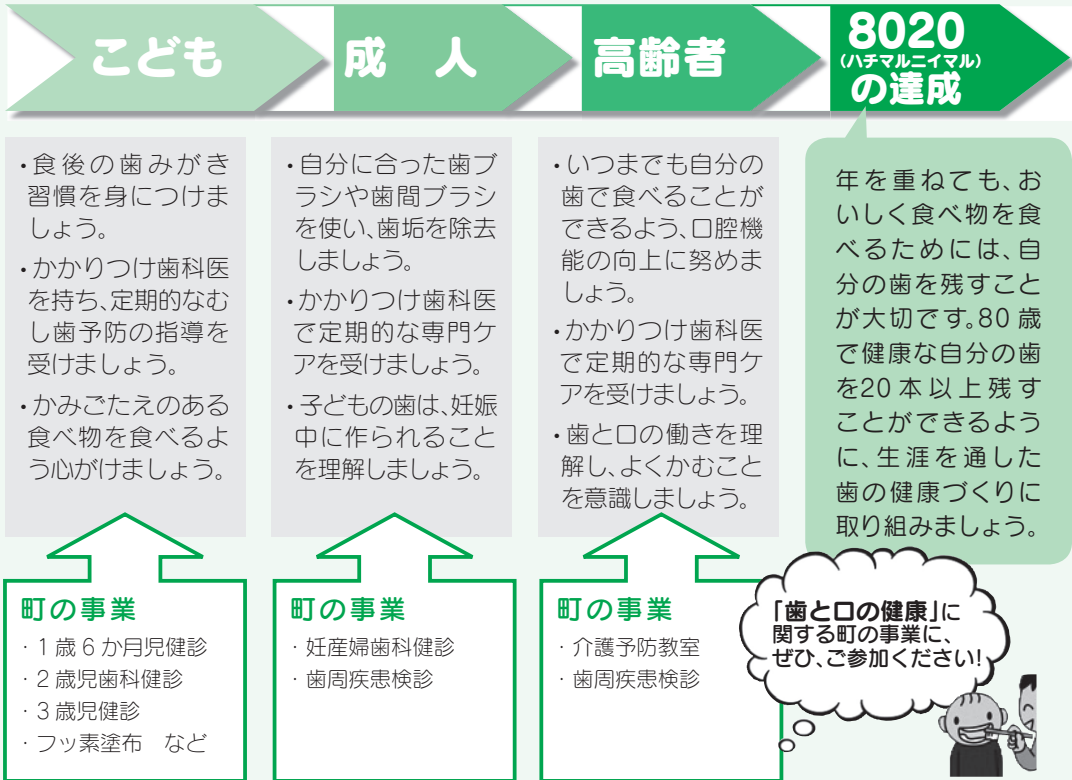 こども
成　人
高齢者
8020
(ハチマルニイマル)
の達成
・食後の歯みがき
習慣を身につけま
しょう。
・かかりつけ歯科医
を持ち、定期的なむ
し歯予防の指導を
受けましょう。
・かみごたえのある
食べ物を食べるよ
う心がけましょう。
・自分に合った歯ブ
ラシや歯間ブラシ
を使い、歯垢を除去
しましょう。
・かかりつけ歯科医
で定期的な専門ケ
アを受けましょう。
・子どもの歯は、妊娠
中に作られること
を理解しましょう。
・いつまでも自分の
歯で食べることが
できるよう、口腔機
能の向上に努めま
しょう。
・かかりつけ歯科医
で定期的な専門ケ
アを受けましょう。
・歯と口の働きを理
解し、よくかむこと
を意識しましょう。
年を重ねても、お
いしく食べ物を食
べるためには、自
分の歯を残すこと
が大切です。80 歳
で健康な自分の歯
を20 本以上残す
ことができるよう
に、生涯を通した
歯の健康づくりに
取り組みましょう。
町の事業
・1 歳 6 か月児健診
・2 歳児歯科健診
・3 歳児健診
・フッ素塗布　など
町の事業
・妊産婦歯科健診
・歯周疾患検診
町の事業
・介護予防教室
・歯周疾患検診
「歯と口の健康」に
関する町の事業に、
ぜひ、ご参加ください!